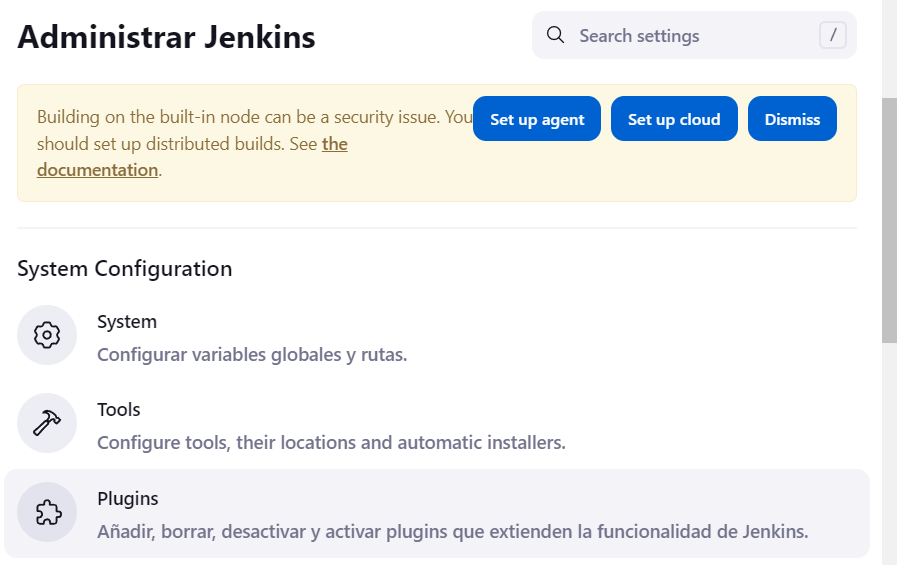 Administrar Jenkins
Search settings
/
Building on the built-in node can be a security issue. You
should set up distributed builds. See the
documentation.
Set up agent
Set up cloud
Dismiss
System Configuration
System
Configurar variables globales y rutas.
Tools
Configure tools, their locations and automatic installers.
Plugins
Añadir, borrar, desactivar y activar plugins que extienden la funcionalidad de Jenkins.